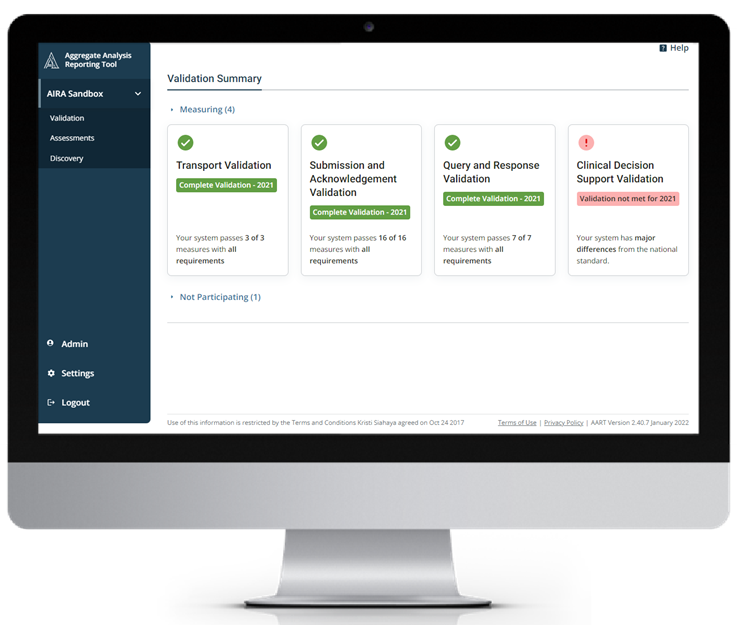 Aggregate Analysis
Reporting Tool
AIRA Sandbox
Validation
Assessments
Discovery
Admin
Settings
Logout
? Help
Validation Summary
Measuring (4)
Transport Validation
Complete Validation - 2021
Your system passes 3 of 3
measures with all
requirements
Submission and
Acknowledgement
Validation
Complete Validation - 2021
Your system passes 16 of 16
measures with all
requirements
Query and Response
Validation
Complete Validation - 2021
Your system passes 7 of 7
measures with all
requirements
!
Clinical Decision
Support Validation
Validation not met for 2021
Your system has major
differences from the national
standard.
Not Participating (1)
Use of this information is restricted by the Terms and Conditions Kristi Siahaya agreed on Oct 24 2017
Terms of Use | Privacy Policy | AART Version 2.40.7 January 2022